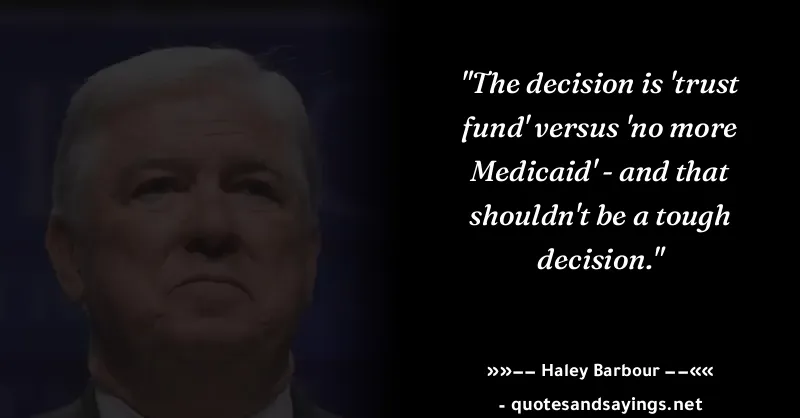 "The decision is 'trust
fund' versus 'no more
Medicaid' - and that
shouldn't be a tough
decision."
»»−− Haley Barbour −−««
- quotesandsayings.net